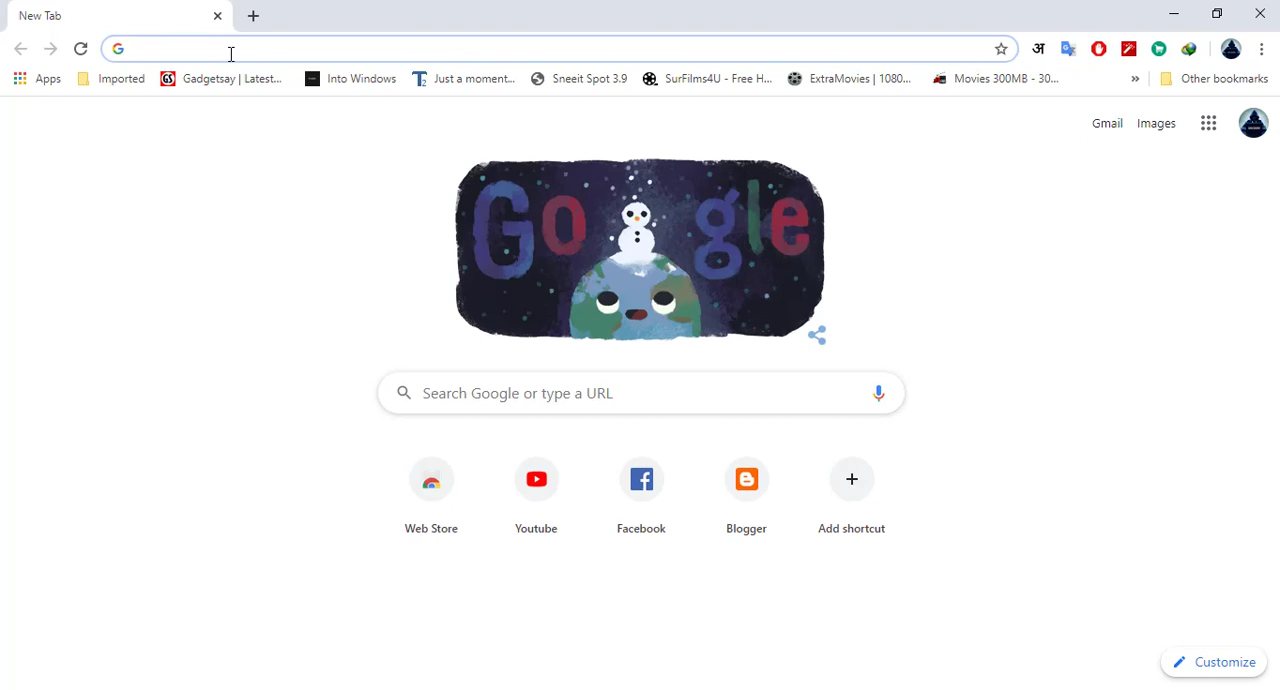 New Tab
Apps Imported Gadgetsay | Latest... Into Windows Just a moment... Sneeit Spot 3.9 SurFilms4U - Free H... ExtraMovies | 1080... Movies 300MB - 30... » Other bookmarks
Gmail Images
Google
Search Google or type a URL
Web Store Youtube Facebook Blogger Add shortcut
Customize